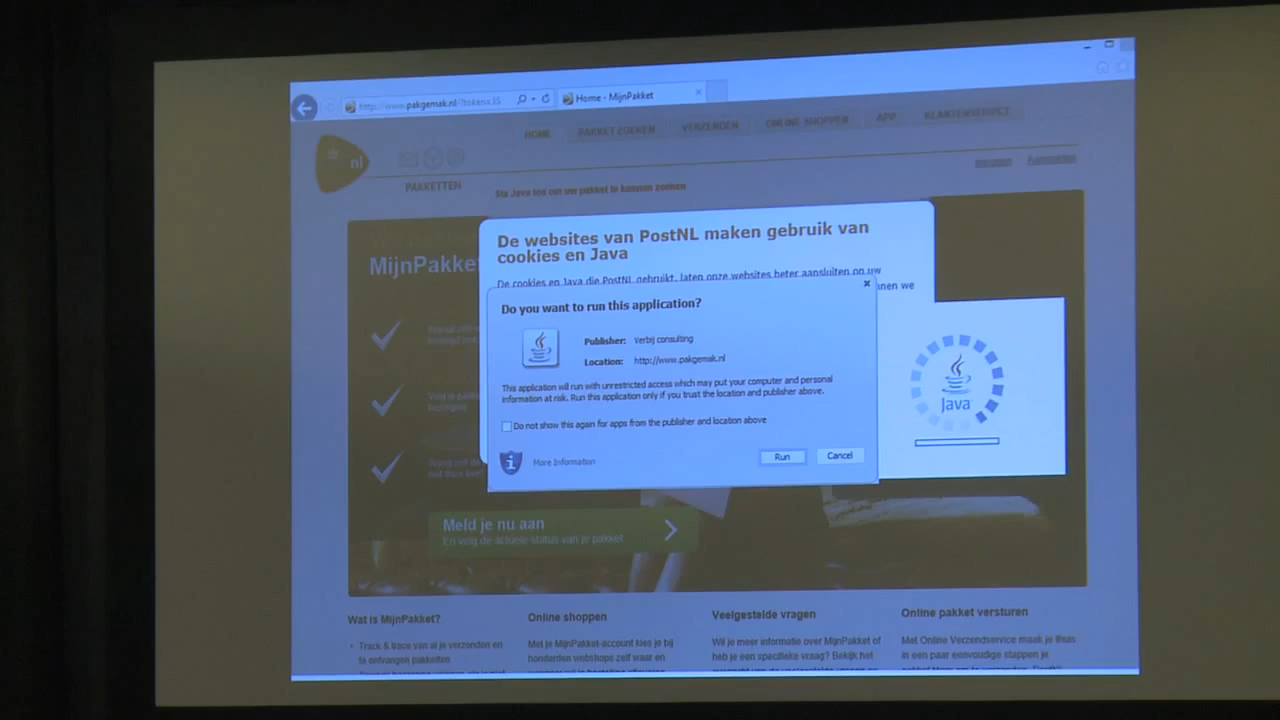 http://www.pakgemak.nl/?token=35
Home - MijnPakket
HOME
PAKKET ZOEKEN
VERZENDEN
ONLINE SHOPPEN
APP
KLANTENSERVICE
nl
PAKKETTEN
Sta Java toe om uw pakket te kunnen zoeken
Aanmelden
De websites van PostNL maken gebruik van
cookies en Java
MijnPakket
De cookies en Java die PostNL gebruikt, laten onze websites beter aansluiten op uw
nnen we
Do you want to run this application?
Publisher: Verbij consulting
Location: http://www.pakgemak.nl
This application will run with unrestricted access which may put your computer and personal
information at risk. Run this application only if you trust the location and publisher above.
Do not show this again for apps from the publisher and location above
More Information
Run
Cancel
Java
Meld je nu aan
En volg de actuele status van je pakket
Wat is MijnPakket?
Track & trace van al je verzonden en
te ontvangen pakketten
Online shoppen
Met je MijnPakket-account kies je bij
honderden webshops zelf waar en
Veelgestelde vragen
Wil je meer informatie over MijnPakket of
heb je een specifieke vraag? Bekijk het
Online pakket versturen
Met Online Verzendservice maak je thuis
in een paar eenvoudige stappen je